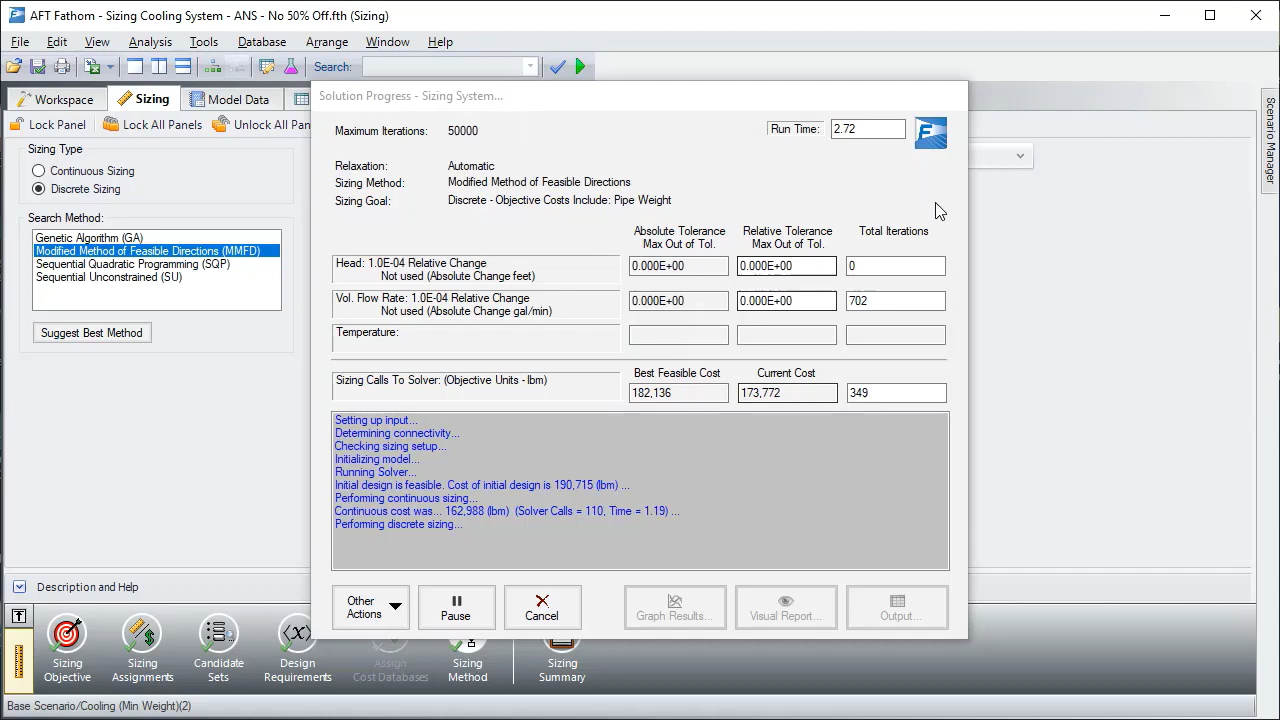 AFT Fathom - Sizing Cooling System - ANS - No 50% Off.fth (Sizing)
File Edit View Analysis Tools Database Arrange Window Help
Search:
Workspace Sizing Model Data
Lock Panel Lock All Panels Unlock All Pan
Sizing Type
Continuous Sizing
Discrete Sizing
Search Method:
Genetic Algorithm (GA)
Modified Method of Feasible Directions (MMFD)
Sequential Quadratic Programming (SQP)
Sequential Unconstrained (SU)
Suggest Best Method
Solution Progress - Sizing System...
Maximum Iterations: 50000
Run Time: 2.72
Relaxation: Automatic
Sizing Method: Modified Method of Feasible Directions
Sizing Goal: Discrete - Objective Costs Include: Pipe Weight
Absolute Tolerance Relative Tolerance Total Iterations
Max Out of Tol. Max Out of Tol.
Head: 1.0E-04 Relative Change 0.000E+00 0.000E+00 0
Not used (Absolute Change feet)
Vol. Flow Rate: 1.0E-04 Relative Change 0.000E+00 0.000E+00 702
Not used (Absolute Change gal/min)
Temperature:
Best Feasible Cost Current Cost
Sizing Calls To Solver: (Objective Units - lbm) 182,136 173,772 349
Setting up input...
Determining connectivity...
Checking sizing setup...
Initializing model...
Running Solver...
Initial design is feasible. Cost of initial design is 190,715 (lbm) ...
Performing continuous sizing...
Continuous cost was... 162,988 (lbm) (Solver Calls = 110, Time = 1.19) ...
Performing discrete sizing...
Other Actions Pause Cancel Graph Results... Visual Report... Output...
Scenario Manager
Description and Help
Sizing Objective
Sizing Assignments
Candidate Sets
Design Requirements
Assign Cost Databases
Sizing Method
Sizing Summary
Base Scenario/Cooling (Min Weight)(2)